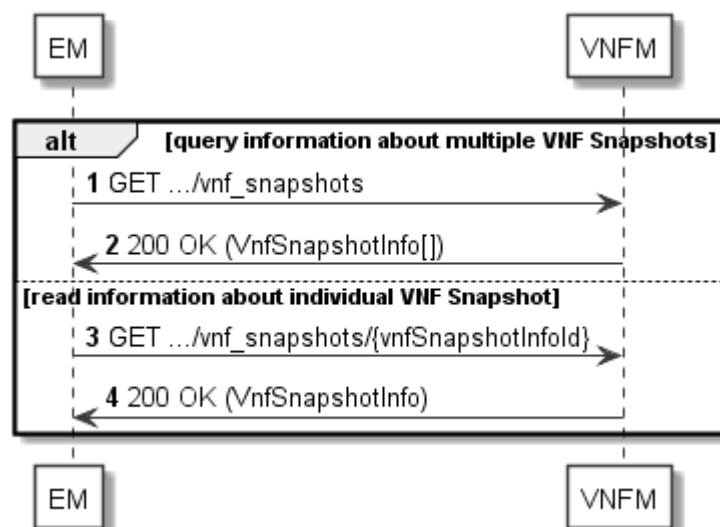 EM VNFM
alt [query information about multiple VNF Snapshots]
1 GET .../vnf_snapshots
2 200 OK (VnfSnapshotInfo[])
[read information about individual VNF Snapshot]
3 GET .../vnf_snapshots/{vnfSnapshotInfoId}
4 200 OK (VnfSnapshotInfo)
EM VNFM